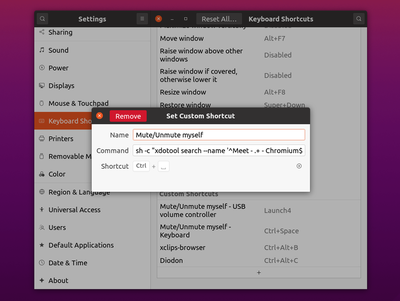 Settings
Reset All…
Keyboard Shortcuts
Sharing
Sound
Power
Displays
Mouse & Touchpad
Keyboard Sho
Printers
Removable M
Color
Region & Language
Universal Access
Users
Default Applications
Date & Time
About
Move window Alt+F7
Raise window above other
windows Disabled
Raise window if covered,
otherwise lower it Disabled
Resize window Alt+F8
Restore window Super+Down
Remove
Set Custom Shortcut
Name Mute/Unmute myself
Command sh -c "xdotool search --name '^Meet - .+ - Chromium$
Shortcut Ctrl + ...
Custom Shortcuts
Mute/Unmute myself - USB
volume controller Launch4
Mute/Unmute myself -
Keyboard Ctrl+Space
xclips-browser Ctrl+Alt+B
Diodon Ctrl+Alt+C
+